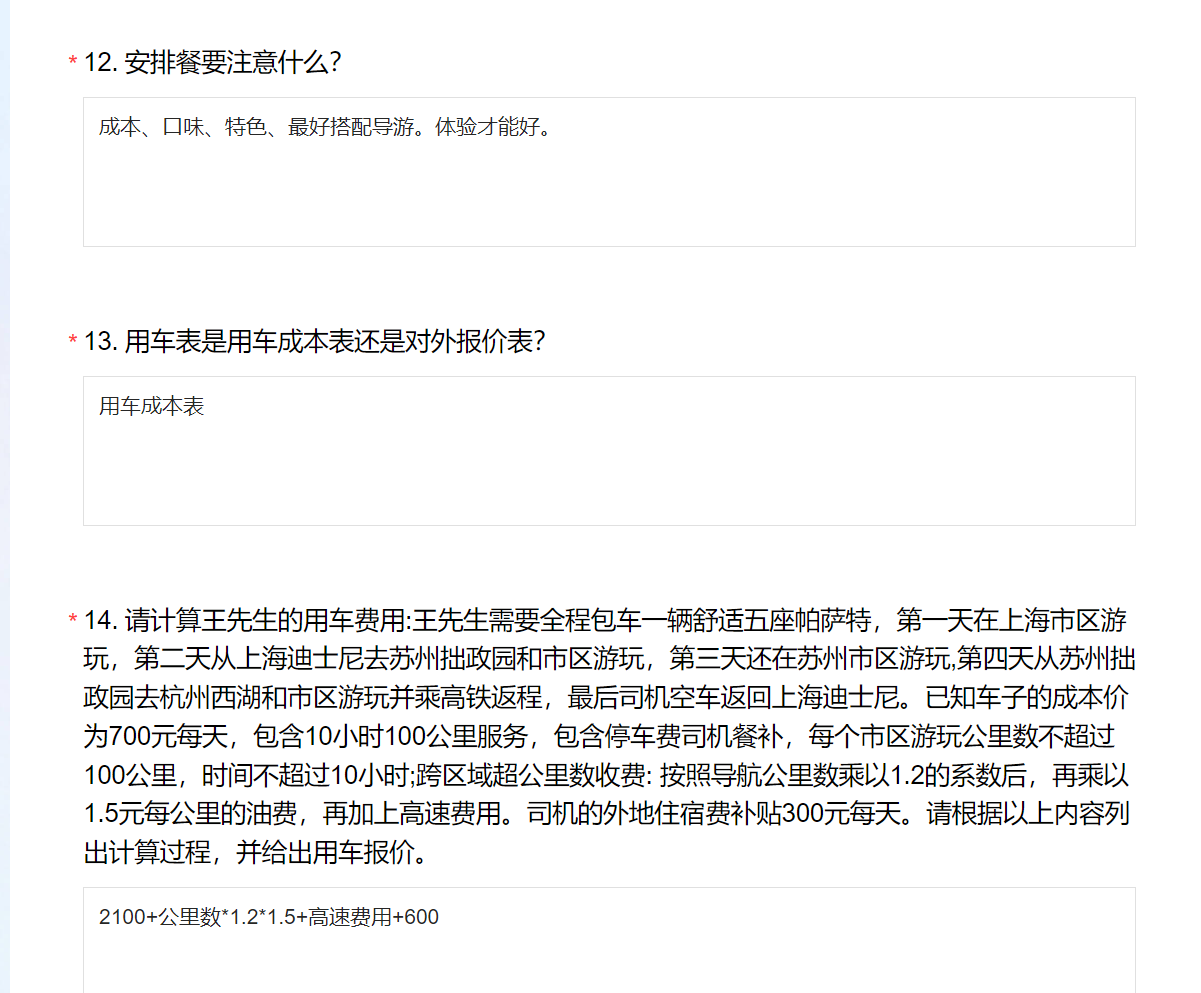 * 12. 安排餐要注意什么？
成本、口味、特色、最好搭配导游。体验才能好。
* 13. 用车表是用车成本表还是对外报价表？
用车成本表
* 14. 请计算王先生的用车费用:王先生需要全程包车一辆舒适五座帕萨特，第一天在上海市区游
玩，第二天从上海迪士尼去苏州拙政园和市区游玩，第三天还在苏州市区游玩,第四天从苏州拙
政园去杭州西湖和市区游玩并乘高铁返程，最后司机空车返回上海迪士尼。已知车子的成本价
为700元每天，包含10小时100公里服务，包含停车费司机餐补，每个市区游玩公里数不超过
100公里，时间不超过10小时;跨区域超公里数收费: 按照导航公里数乘以1.2的系数后，再乘以
1.5元每公里的油费，再加上高速费用。司机的外地住宿费补贴300元每天。请根据以上内容列
出计算过程，并给出用车报价。
2100+公里数*1.2*1.5+高速费用+600